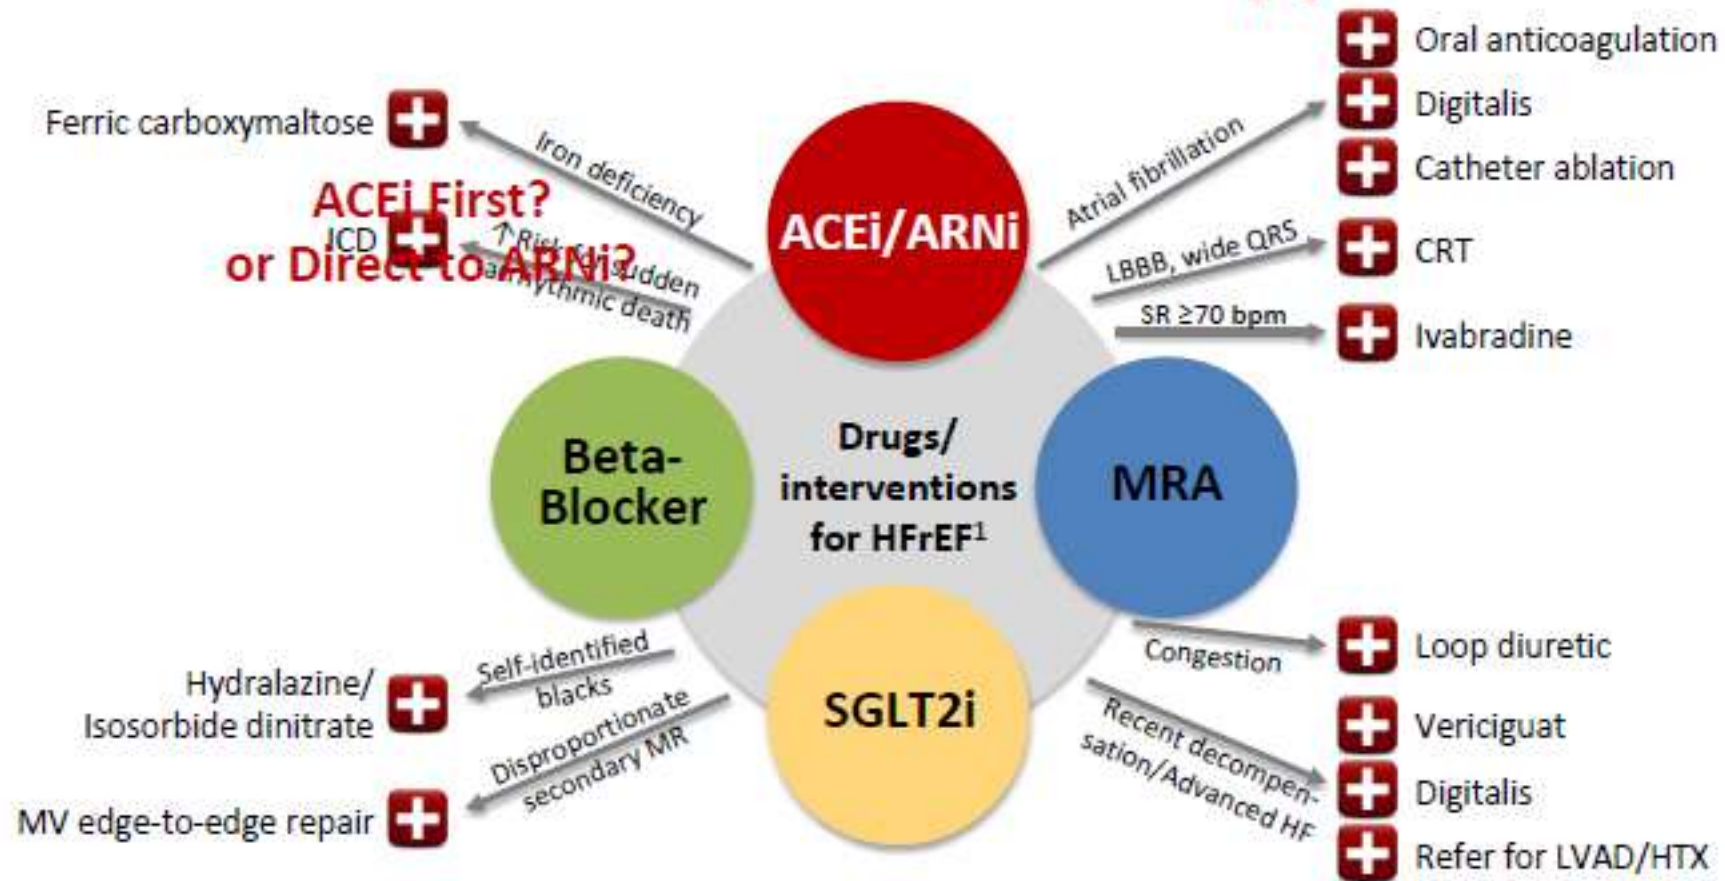 Oral anticoagulation
Digitalis
Catheter ablation
Atrial fibrillation
CRT
LBBB, wide QRS
Ivabradine
SR ≥70 bpm
Ferric carboxymaltose
Iron deficiency
ACEi First?
or Direct to ARNi?
ICD
↑Risk for sudden
arrhythmic death
ACEi/ARNi
Beta-
Blocker
Drugs/
interventions
for HFrEF¹
MRA
SGLT2i
Hydralazine/
Isosorbide dinitrate
Self-identified
blacks
MV edge-to-edge repair
Disproportionate
secondary MR
Congestion
Loop diuretic
Recent decompen-
sation/Advanced HF
Vericiguat
Digitalis
Refer for LVAD/HTX